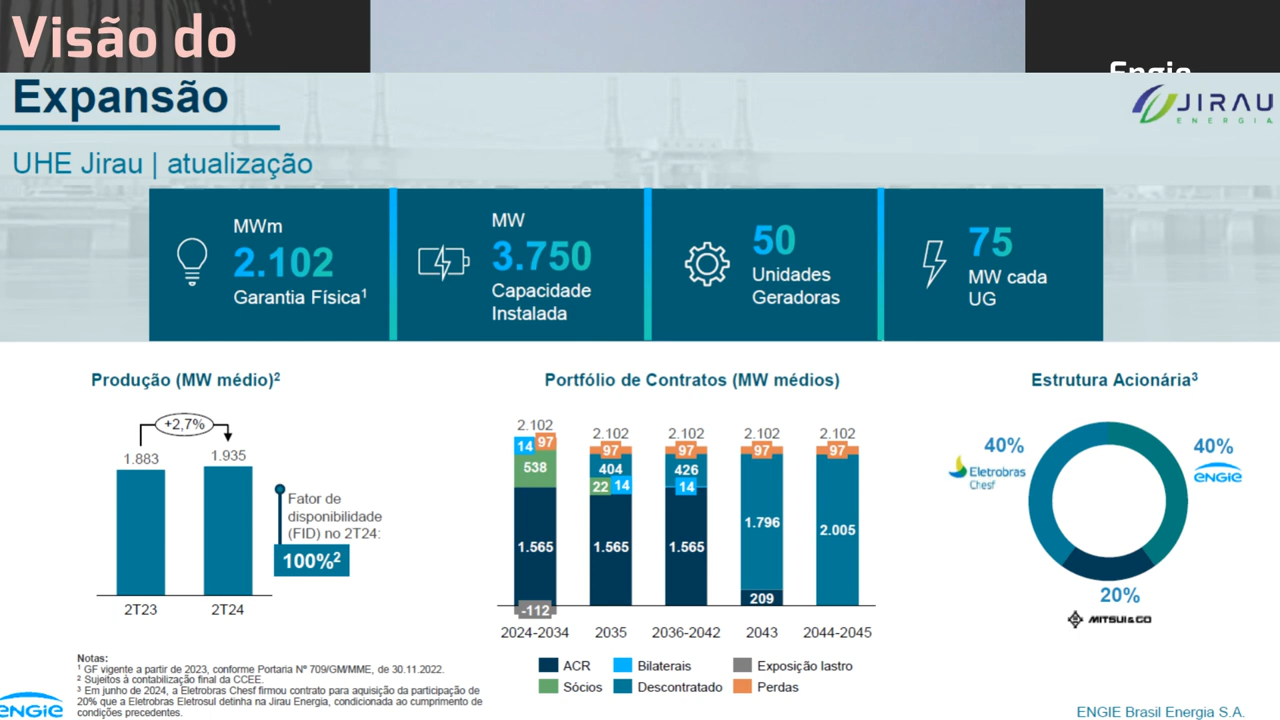 Visão do
Engie
Expansão
JIRAU
ENERGIA
UHE Jirau | atualização
MWm
2.102
Garantia Física¹
MW
3.750
Capacidade
Instalada
50
Unidades
Geradoras
75
MW cada
UG
Produção (MW médio)²
+2,7%
1.883
1.935
2T23
2T24
Fator de
disponibilidade
(FID) no 2T24:
100%²
Portfólio de Contratos (MW médios)
2.102 2.102 2.102 2.102 2.102
14 97
538
1.565
-112
97
404
22 14
1.565
97
426
14
1.565
97
1.796
209
97
2.005
2024-2034 2035 2036-2042 2043 2044-2045
ACR Bilaterais Exposição lastro
Sócios Descontratado Perdas
Estrutura Acionária³
40%
Eletrobras
Chesf
40%
ENGIE
20%
MITSUI & CO
Notas:
¹ GF vigente a partir de 2023, conforme Portaria Nº 709/GM/MME, de 30.11.2022.
² Sujeitos à contabilização final da CCEE.
³ Em junho de 2024, a Eletrobras Chesf firmou contrato para aquisição da participação de
20% que a Eletrobras Eletrosul detinha na Jirau Energia, condicionada ao cumprimento de
condições precedentes.
ENGIE
ENGIE Brasil Energia S.A.